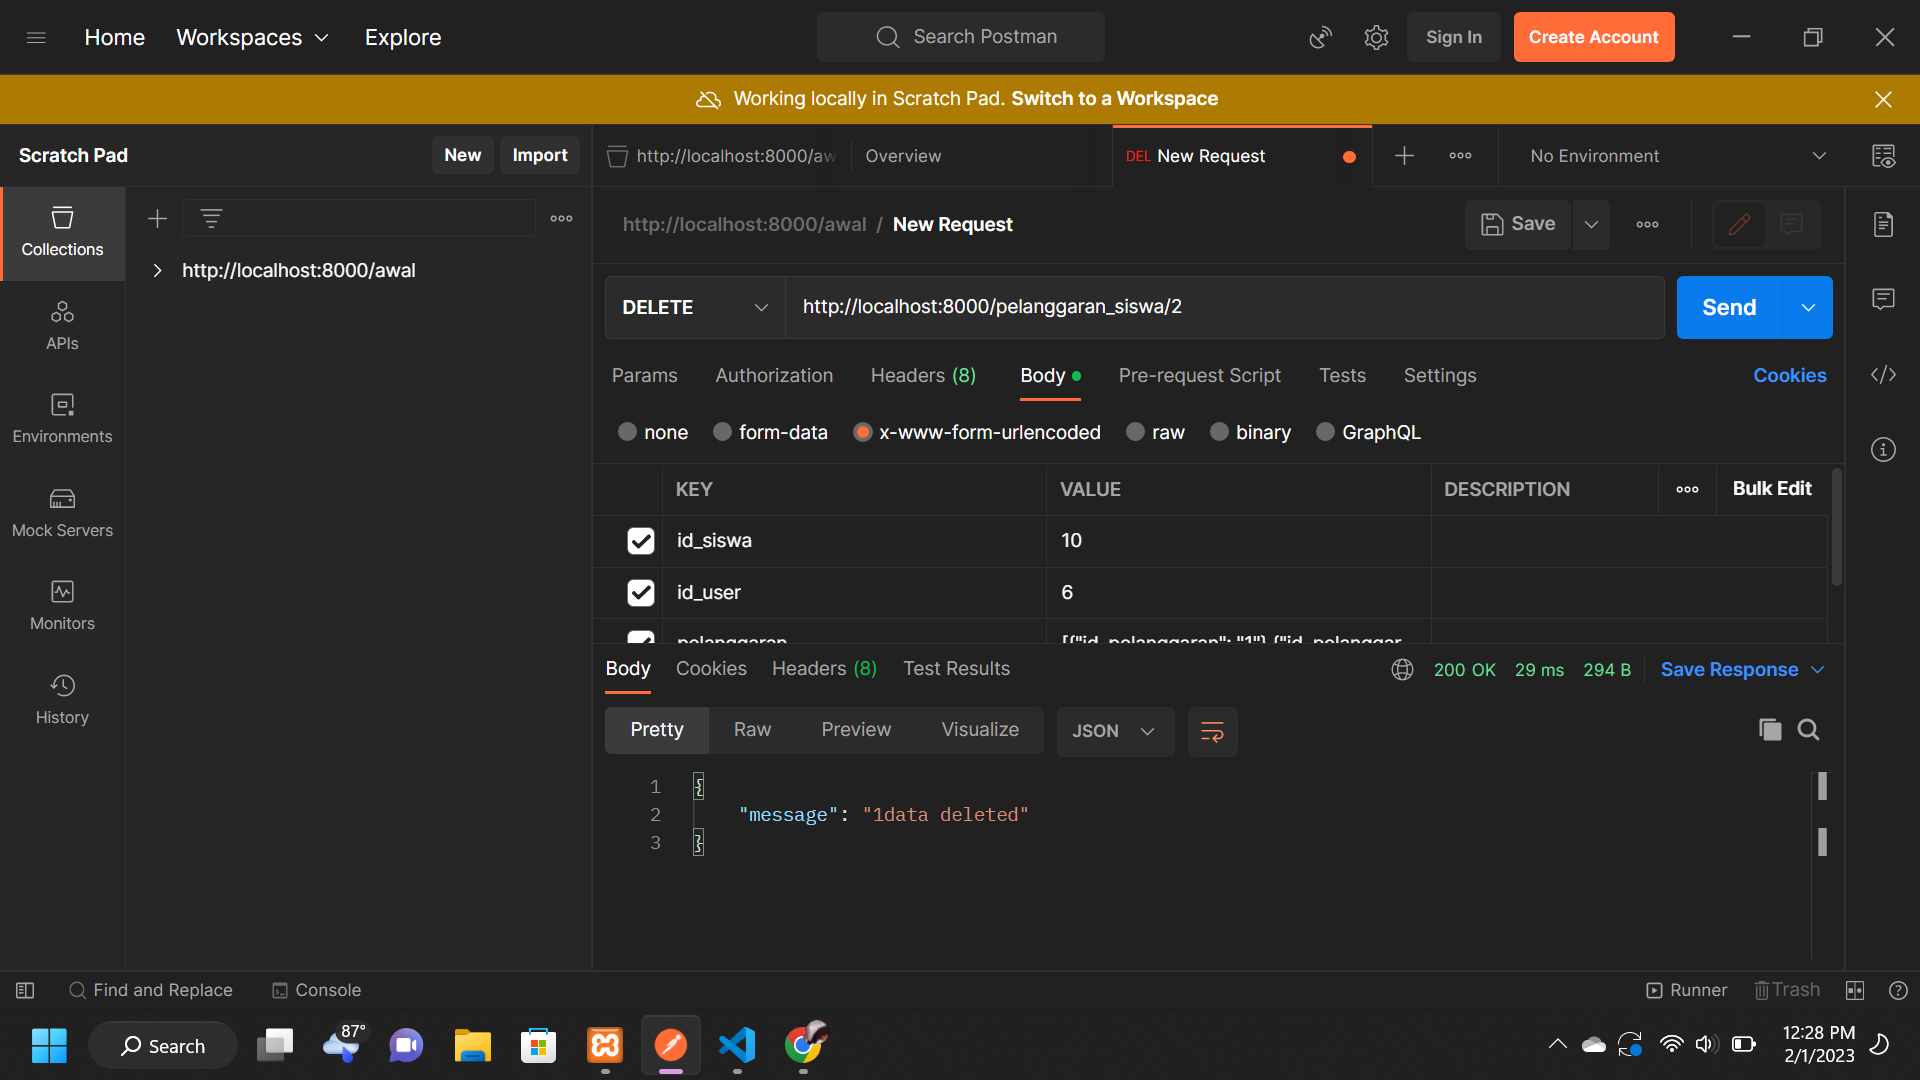 Home Workspaces Explore Search Postman Sign In Create Account
Working locally in Scratch Pad. Switch to a Workspace
Scratch Pad New Import
http://localhost:8000/aw Overview DEL New Request No Environment
Collections
APIs
Environments
Mock Servers
Monitors
History
http://localhost:8000/awal
http://localhost:8000/awal / New Request Save
DELETE http://localhost:8000/pelanggaran_siswa/2 Send
Params Authorization Headers (8) Body Pre-request Script Tests Settings Cookies
none form-data x-www-form-urlencoded raw binary GraphQL
KEY VALUE DESCRIPTION Bulk Edit
id_siswa 10
id_user 6
pelanggaran [{"id_pelanggaran": "1"},{"id_pelanggar...
Body Cookies Headers (8) Test Results 200 OK 29 ms 294 B Save Response
Pretty Raw Preview Visualize JSON
1 {
2 "message": "1data deleted"
3 }
Find and Replace Console Runner Trash
87°
Search
12:28 PM
2/1/2023